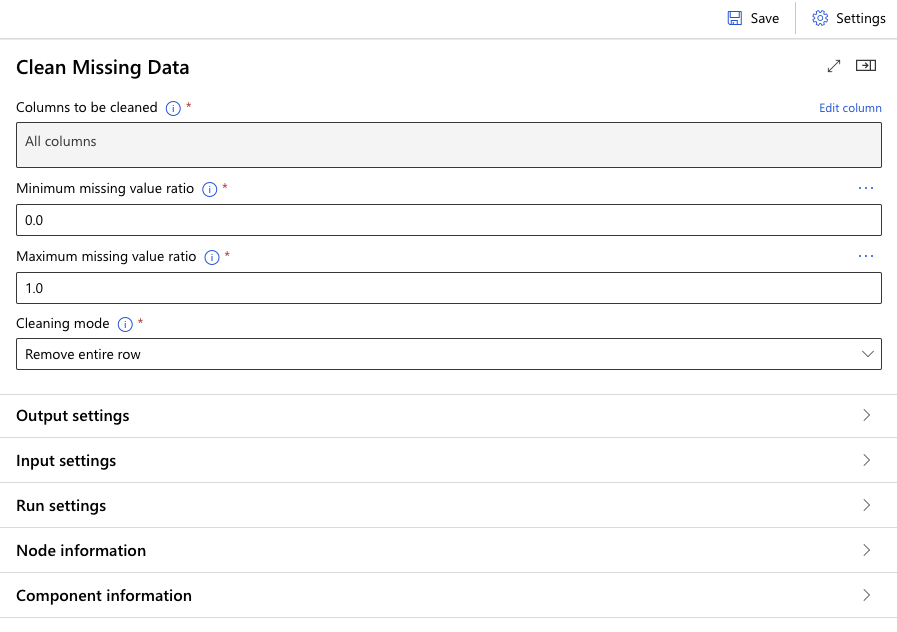 Save
Settings
Clean Missing Data
Columns to be cleaned *
Edit column
All columns
Minimum missing value ratio *
0.0
Maximum missing value ratio *
1.0
Cleaning mode *
Remove entire row
Output settings
Input settings
Run settings
Node information
Component information